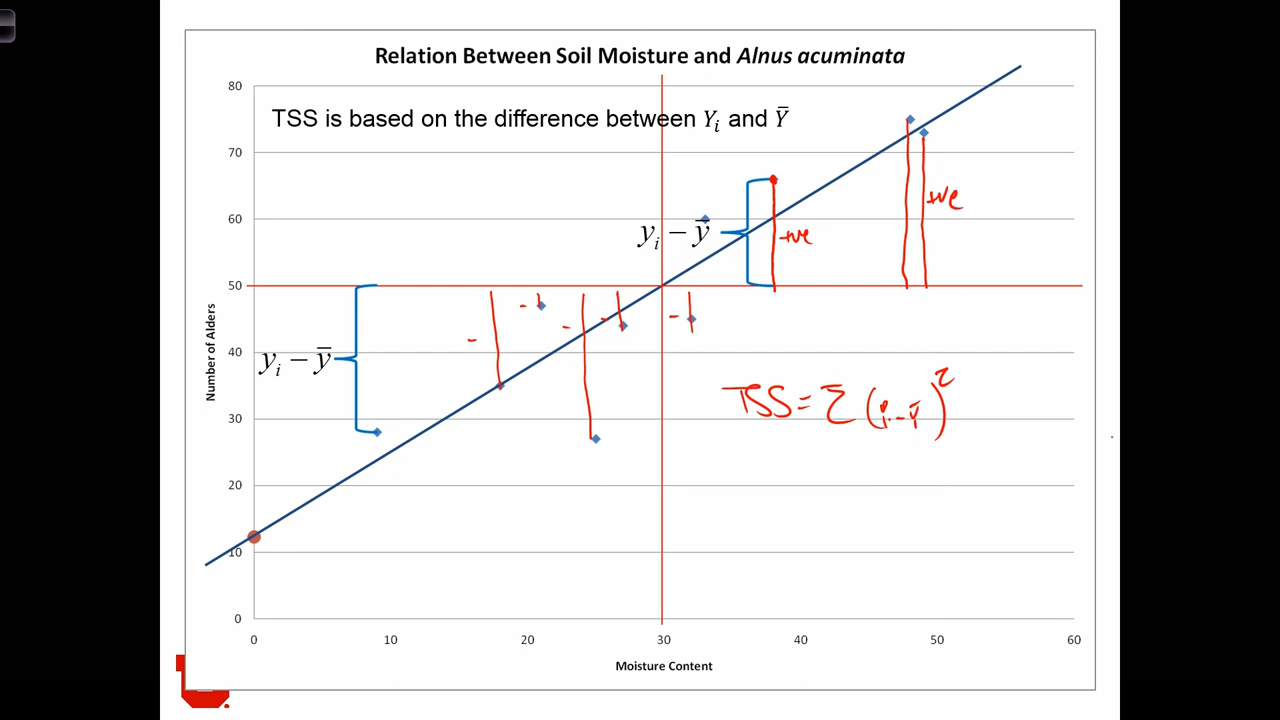 Relation Between Soil Moisture and Alnus acuminata
TSS is based on the difference between Yᵢ and Ȳ
80
70
60
50
40
30
20
10
0
Number of Alders
yᵢ − ȳ
+ve
+ve
yᵢ − ȳ
-
-
-
-
-
TSS = Σ (yᵢ - ȳ)²
0 10 20 30 40 50 60
Moisture Content